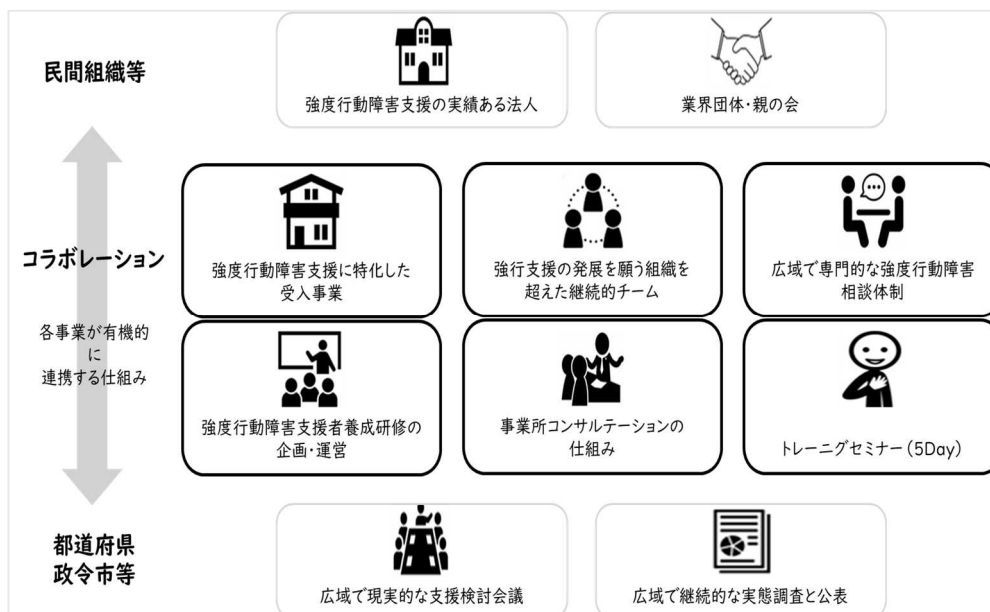 民間組織等
強度行動障害支援の実績ある法人
業界団体・親の会
コラボレーション
各事業が有機的
に
連携する仕組み
強度行動障害支援に特化した
受入事業
強行支援の発展を願う組織を
超えた継続的チーム
広域で専門的な強度行動障害
相談体制
強度行動障害支援者養成研修の
企画・運営
事業所コンサルテーションの
仕組み
トレーニグセミナー(5Day)
都道府県
政令市等
広域で現実的な支援検討会議
広域で継続的な実態調査と公表